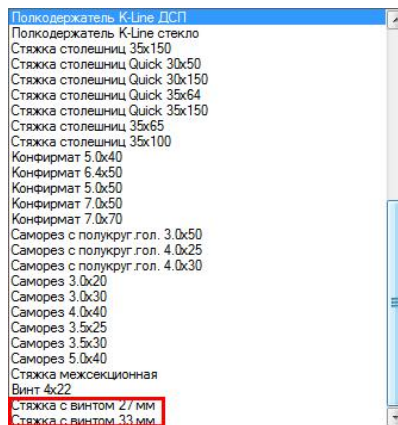 Полкодержатель K-Line ДСП
Полкодержатель K-Line стекло
Стяжка столешниц 35x150
Стяжка столешниц Quick 30x50
Стяжка столешниц Quick 30x150
Стяжка столешниц Quick 35x64
Стяжка столешниц Quick 35x150
Стяжка столешниц 35x65
Стяжка столешниц 35x100
Конфирмат 5.0x40
Конфирмат 6.4x50
Конфирмат 5.0x50
Конфирмат 7.0x50
Конфирмат 7.0x70
Саморез с полукруг.гол. 3.0x50
Саморез с полукруг.гол. 4.0x25
Саморез с полукруг.гол. 4.0x30
Саморез 3.0x20
Саморез 3.0x30
Саморез 4.0x40
Саморез 3.5x25
Саморез 3.5x30
Саморез 5.0x40
Стяжка межсекционная
Винт 4x22
Стяжка с винтом 27 мм
Стяжка с винтом 33 мм